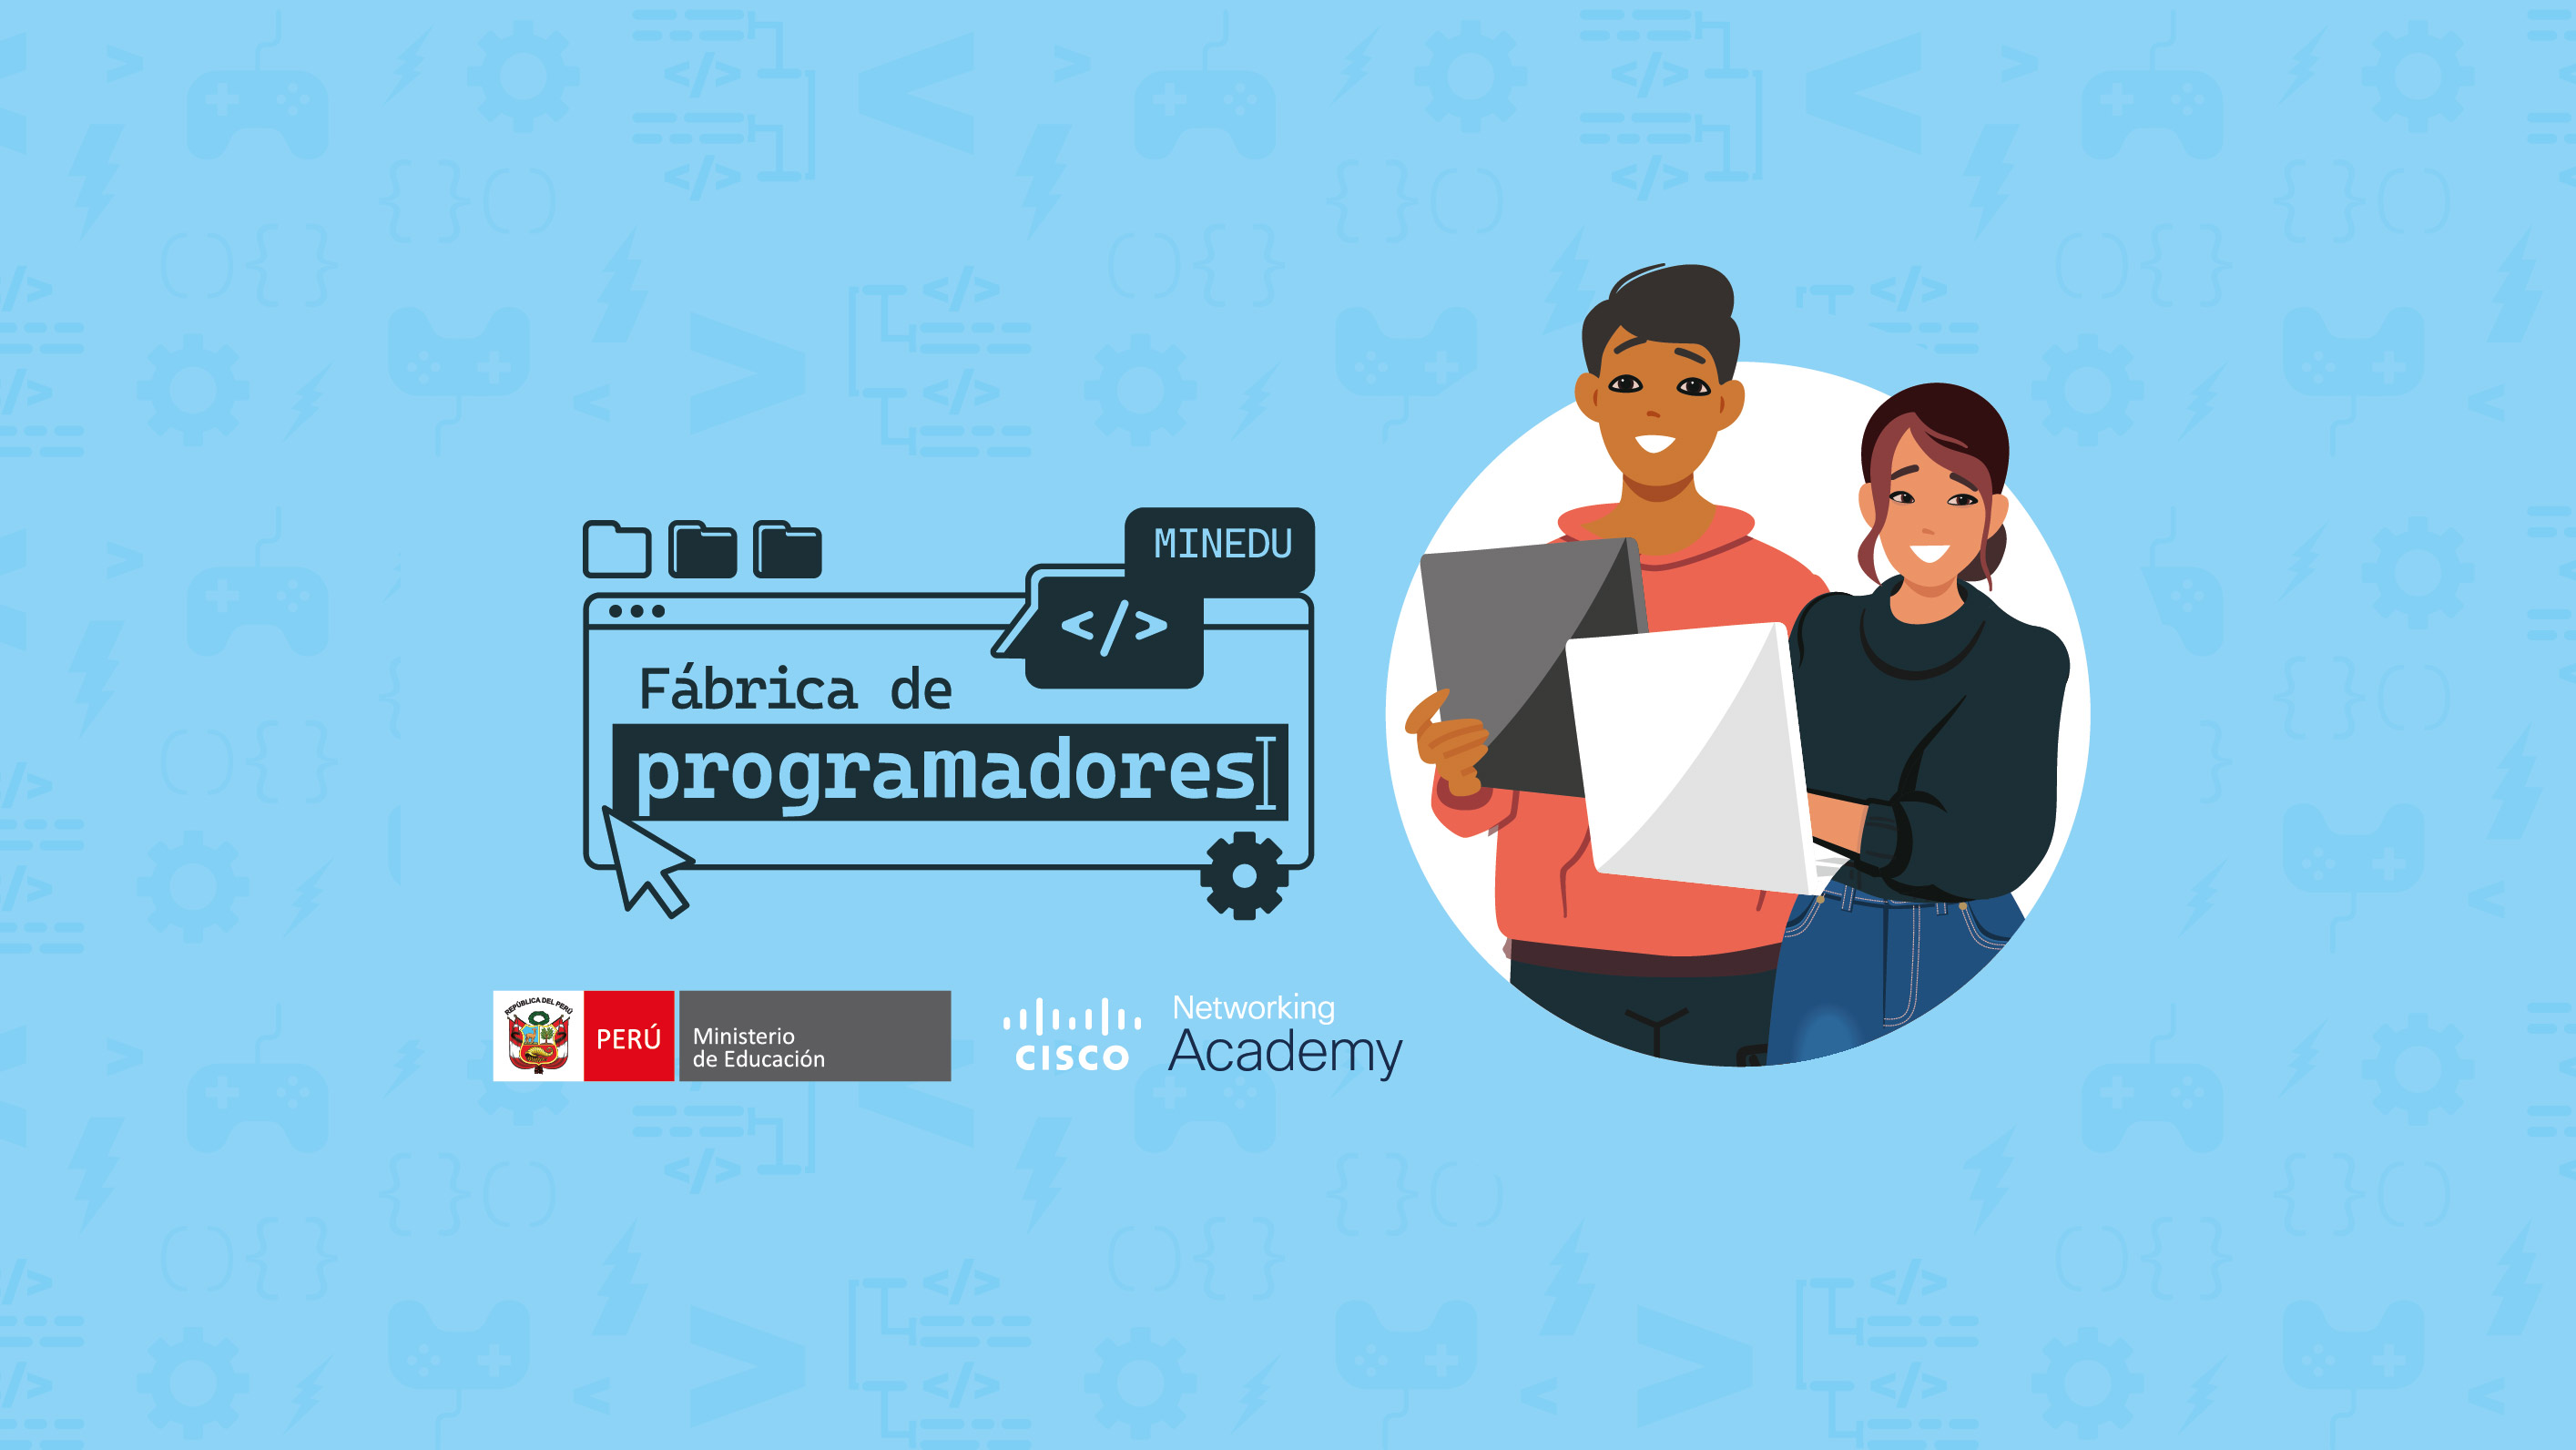 MINEDU
</>
Fábrica de
programadores
REPÚBLICA DEL PERÚ
PERÚ
Ministerio
de Educación
CISCO
Networking
Academy